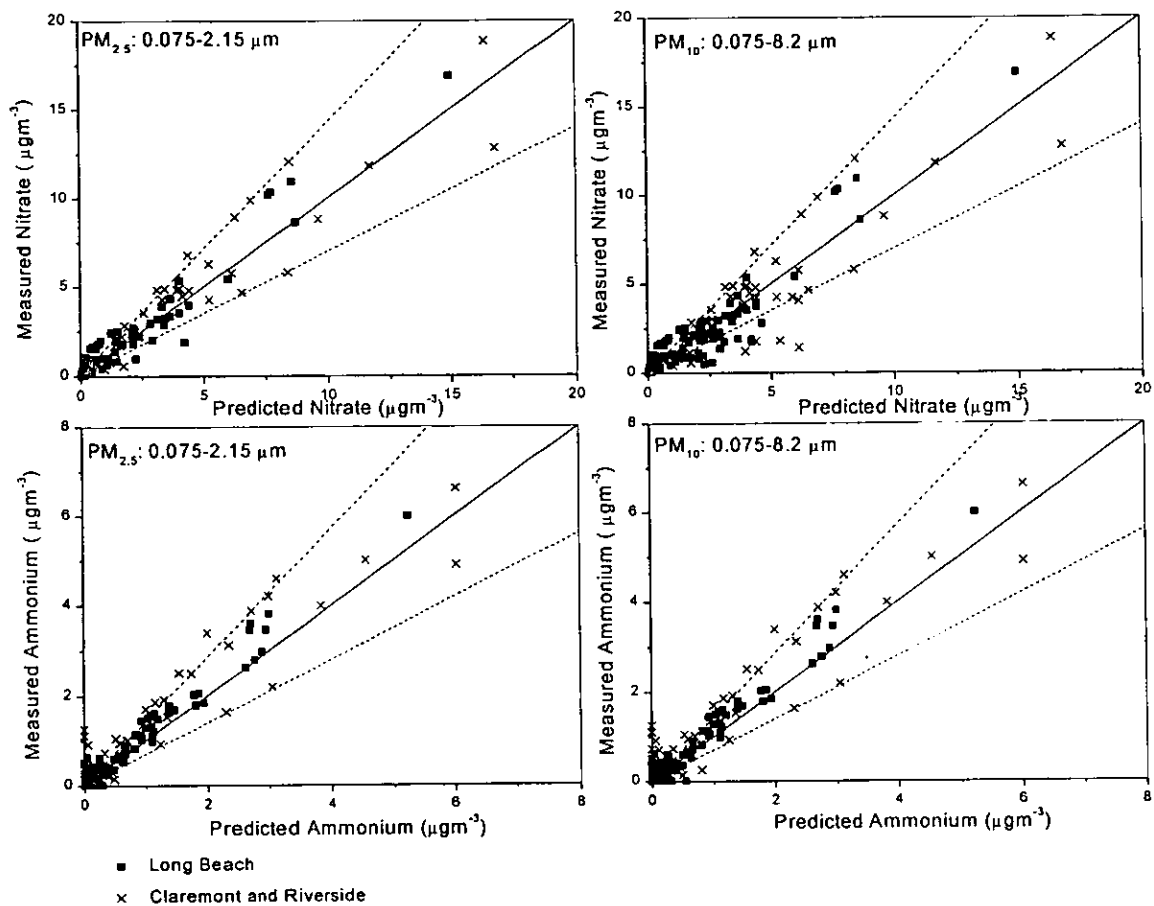 20
15
10
5
0
PM2.5: 0.075-2.15 μm
Measured Nitrate ( μgm-3)
0 5 10 15 20
Predicted Nitrate (μgm-3)
20
15
10
5
0
PM10: 0.075-8.2 μm
Measured Nitrate ( μgm-3)
0 5 10 15 20
Predicted Nitrate (μgm-3)
8
6
4
2
0
PM2.5: 0.075-2.15 μm
Measured Ammonium ( μgm-3)
0 2 4 6 8
Predicted Ammonium (μgm-3)
8
6
4
2
0
PM10: 0.075-8.2 μm
Measured Ammonium ( μgm-3)
0 2 4 6 8
Predicted Ammonium (μgm-3)
■ Long Beach
× Claremont and Riverside